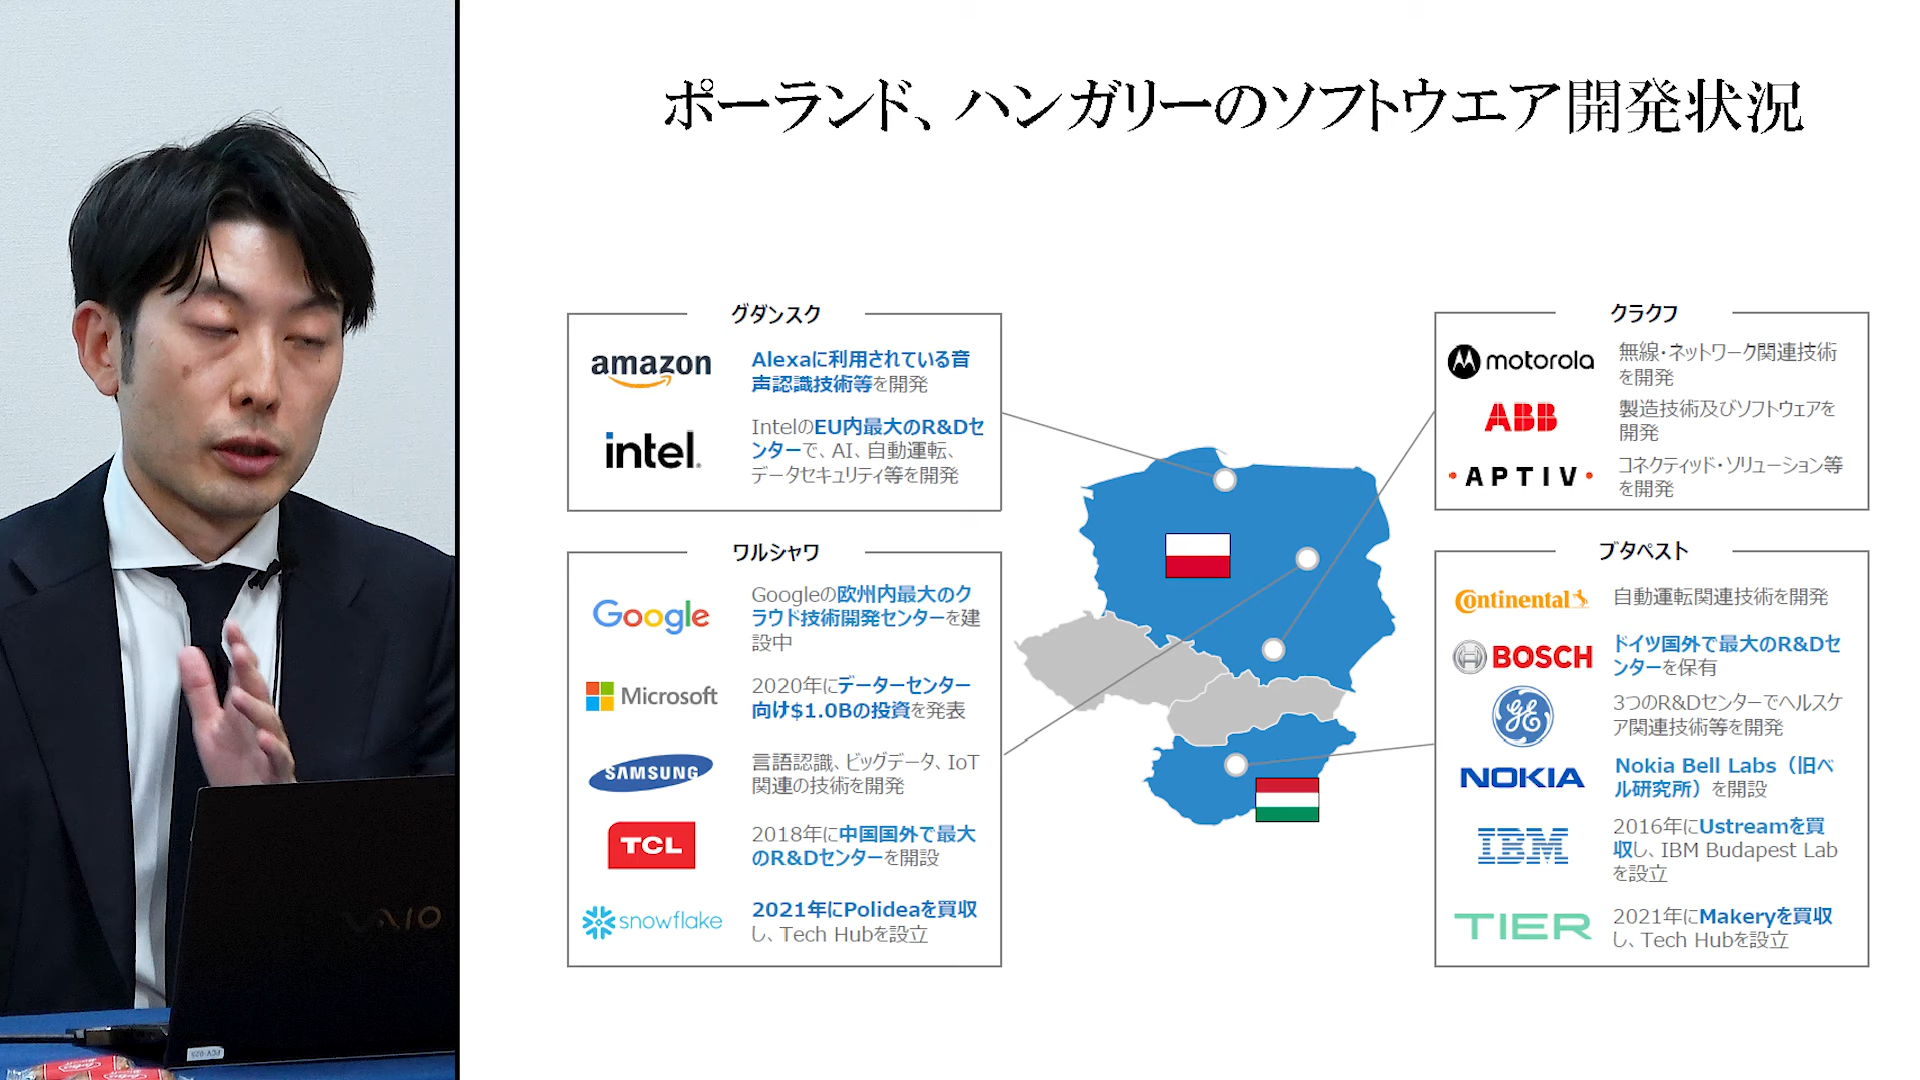 ポーランド、ハンガリーのソフトウエア開発状況
グダンスク
amazon
Alexaに利用されている音
声認識技術等を開発
intel.
IntelのEU内最大のR&Dセ
ンターで、AI、自動運転、
データセキュリティ等を開発
ワルシャワ
Google
Googleの欧州内最大のク
ラウド技術開発センターを建
設中
Microsoft
2020年にデーターセンター
向け$1.0Bの投資を発表
SAMSUNG
言語認識、ビッグデータ、IoT
関連の技術を開発
TCL
2018年に中国国外で最大
のR&Dセンターを開設
snowflake
2021年にPolideaを買収
し、Tech Hubを設立
クラクフ
motorola
無線・ネットワーク関連技術
を開発
ABB
製造技術及びソフトウェアを
開発
・APTIV・
コネクティッド・ソリューション等
を開発
ブタペスト
Continental
自動運転関連技術を開発
BOSCH
ドイツ国外で最大のR&Dセ
ンターを保有
GE
3つのR&Dセンターでヘルスケ
ア関連技術等を開発
NOKIA
Nokia Bell Labs（旧ベ
ル研究所）を開設
IBM
2016年にUstreamを買
収し、IBM Budapest Lab
を設立
TIER
2021年にMakeryを買収
し、Tech Hubを設立
VAIO